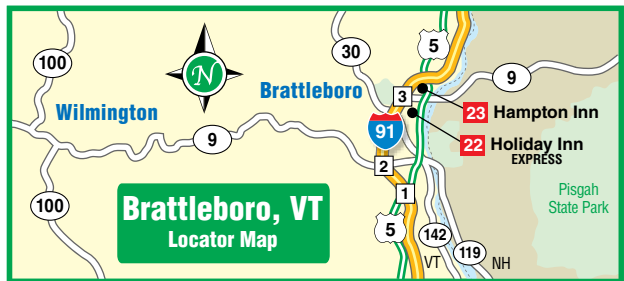 100
30
5
N
Brattleboro
9
3
Wilmington
23 Hampton Inn
91
22 Holiday Inn
EXPRESS
9
2
Pisgah
State Park
1
100
Brattleboro, VT
Locator Map
5
142
119
VT
NH